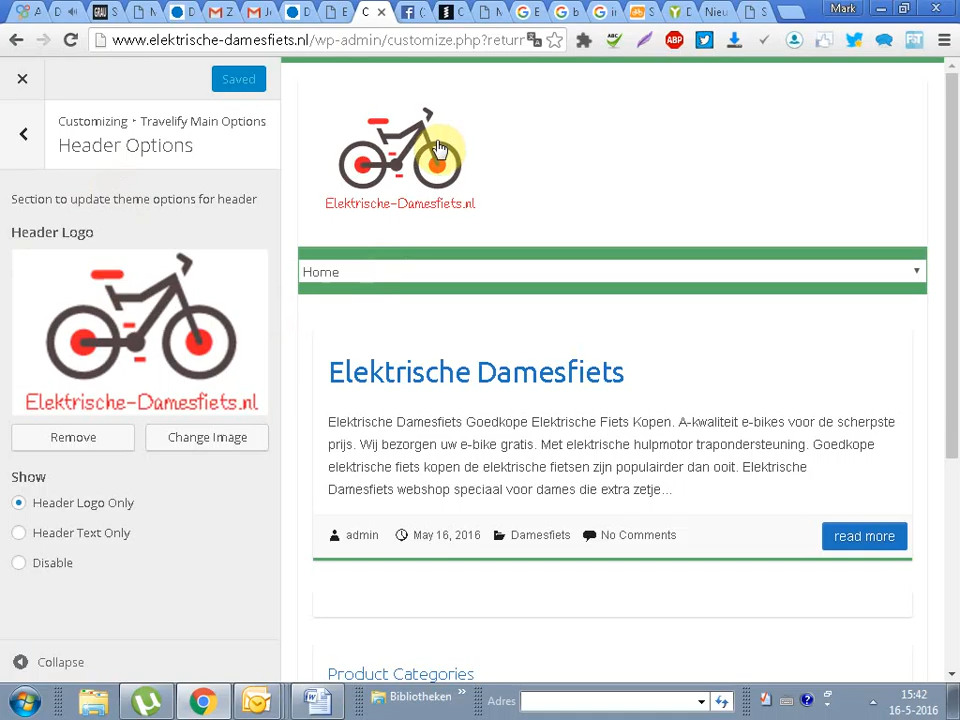 A
D
GRAU S
N
D
Z
J
D
E
C
(
C
N
E
b
ii
S
D
Nieu
S
Mark
www.elektrische-damesfiets.nl/wp-admin/customize.php?return
ABP
Saved
Customizing ‣ Travelify Main Options
Header Options
Section to update theme options for header
Header Logo
Elektrische-Damesfiets.nl
Remove
Change Image
Show
Header Logo Only
Header Text Only
Disable
Collapse
Elektrische-Damesfiets.nl
Home
Elektrische Damesfiets
Elektrische Damesfiets Goedkope Elektrische Fiets Kopen. A-kwaliteit e-bikes voor de scherpste
prijs. Wij bezorgen uw e-bike gratis. Met elektrische hulpmotor trapondersteuning. Goedkope
elektrische fiets kopen de elektrische fietsen zijn populairder dan ooit. Elektrische
Damesfiets webshop speciaal voor dames die extra zetje...
admin May 16, 2016 Damesfiets No Comments
read more
Product Categories
Bibliotheken
Adres
15:42
16-5-2016